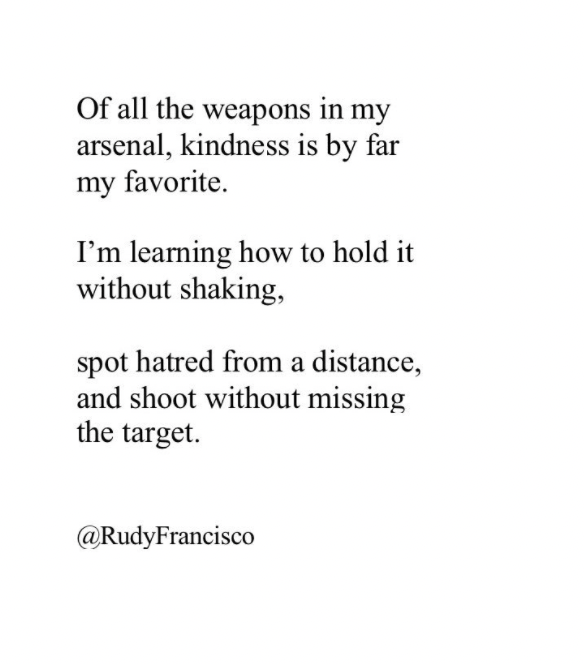 Of all the weapons in my
arsenal, kindness is by far
my favorite.
I’m learning how to hold it
without shaking,
spot hatred from a distance,
and shoot without missing
the target.
@RudyFrancisco